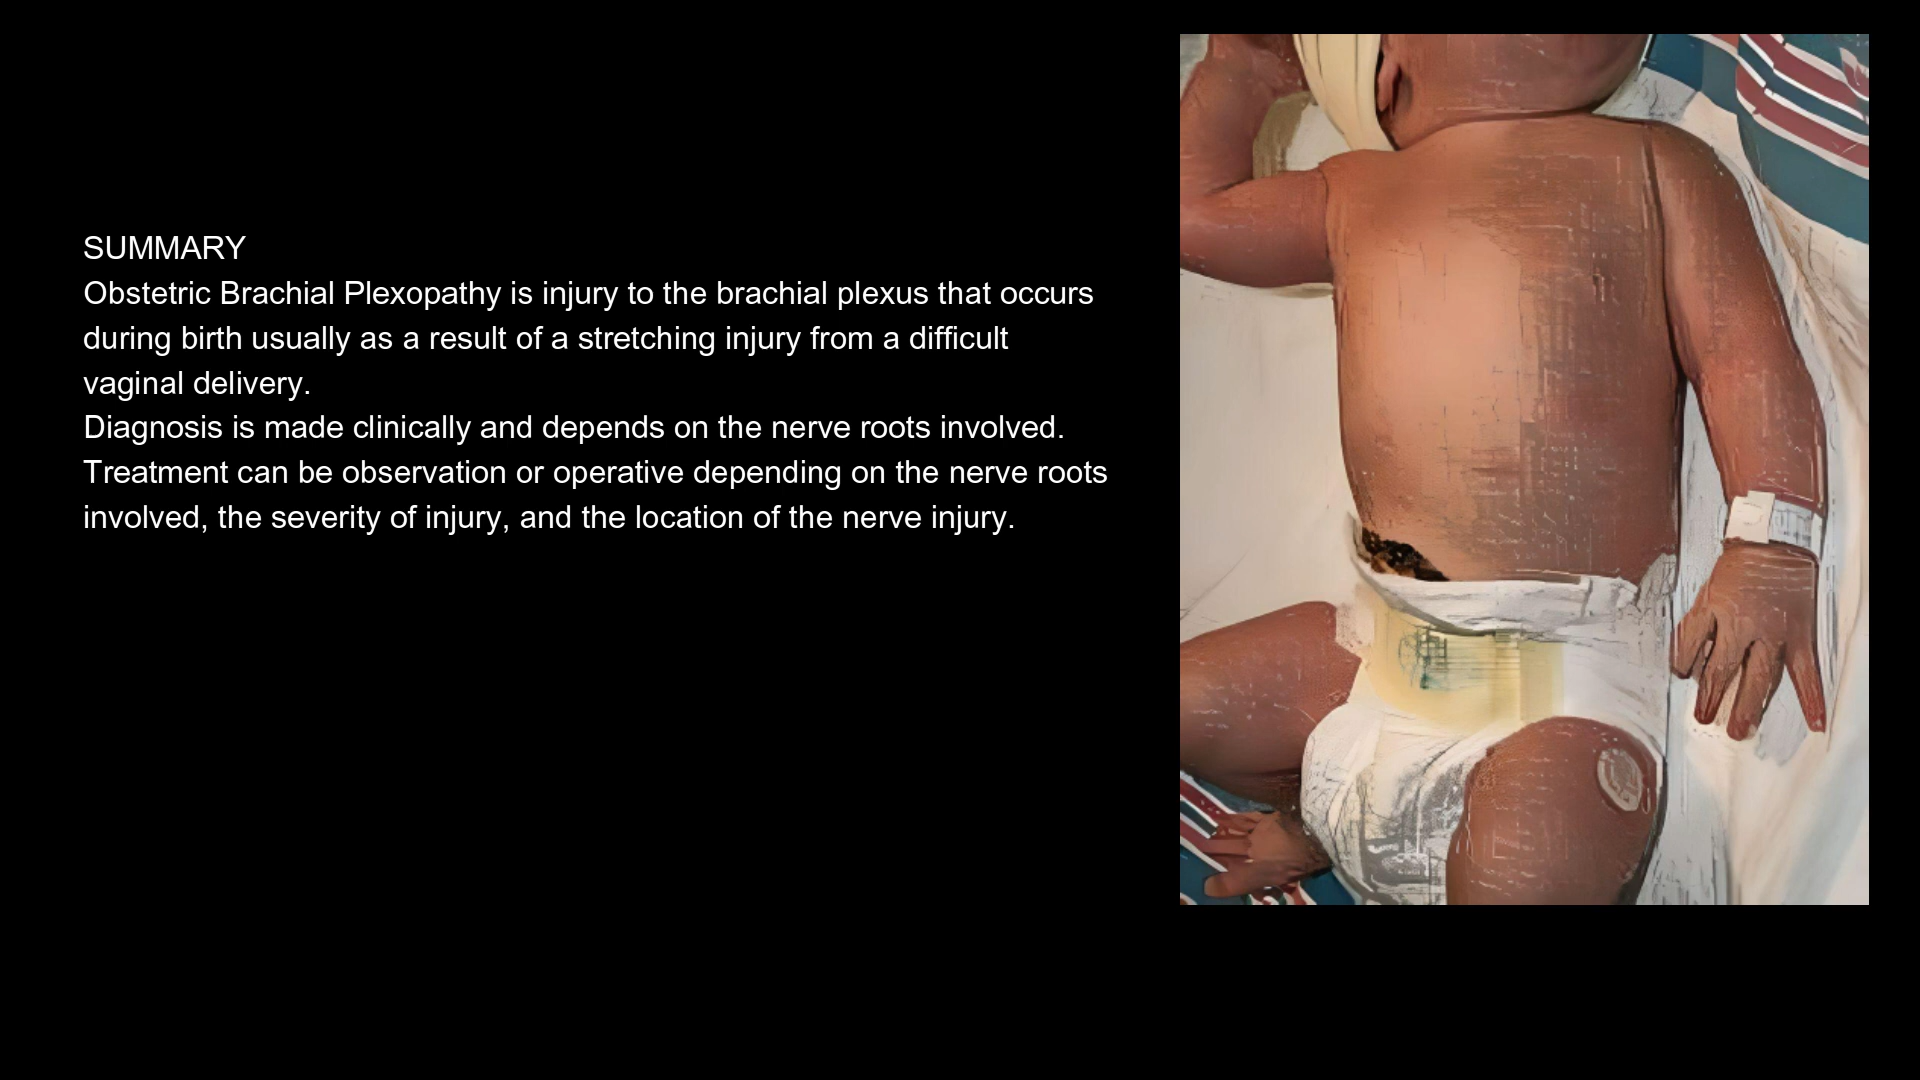 SUMMARY
Obstetric Brachial Plexopathy is injury to the brachial plexus that occurs
during birth usually as a result of a stretching injury from a difficult
vaginal delivery.
Diagnosis is made clinically and depends on the nerve roots involved.
Treatment can be observation or operative depending on the nerve roots
involved, the severity of injury, and the location of the nerve injury.